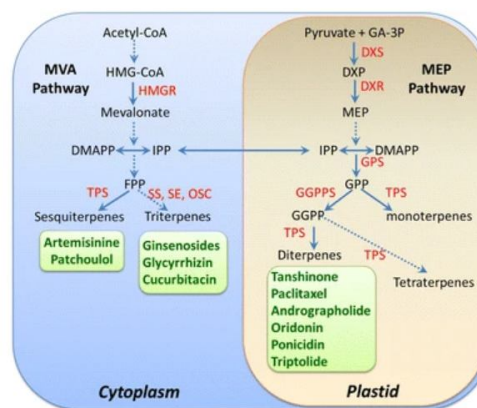 Acetyl-CoA
MVA
Pathway
HMG-CoA
HMGR
Mevalonate
DMAPP
IPP
FPP
TPS
SS, SE, OSC
Sesquiterpenes
Triterpenes
Artemisinine
Patchoulol
Ginsenosides
Glycyrrhizin
Cucurbitacin
Cytoplasm
Pyruvate + GA-3P
DXS
MEP
Pathway
DXP
DXR
MEP
IPP
DMAPP
GPS
GPP
GGPPS
TPS
GGPP
monoterpenes
TPS
Diterpenes
TPS
Tetraterpenes
Tanshinone
Paclitaxel
Andrographolide
Oridonin
Ponicidin
Triptolide
Plastid